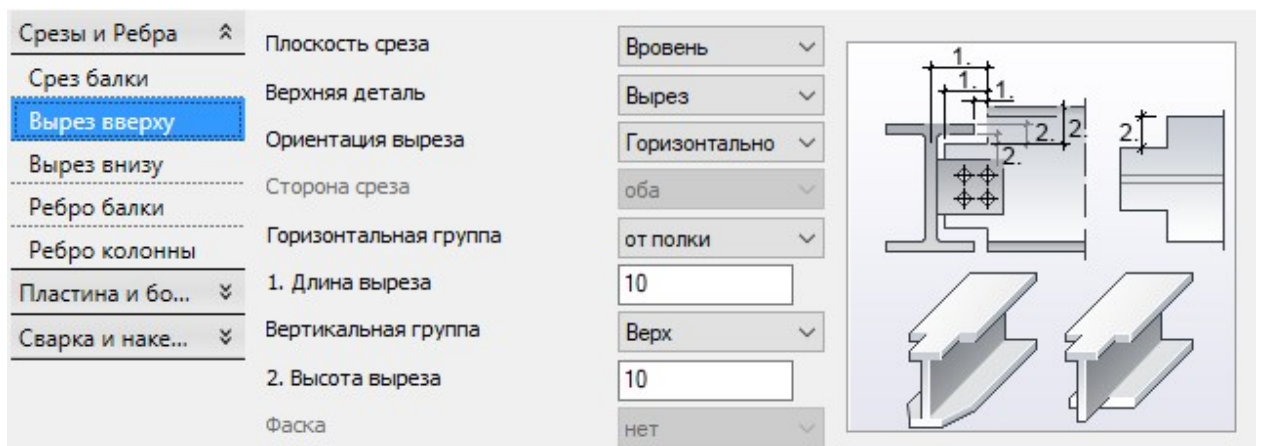 Срезы и Ребра
Срез балки
Вырез вверху
Вырез внизу
Ребро балки
Ребро колонны
Пластина и бо...
Сварка и наке...
Плоскость среза Вровень
Верхняя деталь Вырез
Ориентация выреза Горизонтально
Сторона среза оба
Горизонтальная группа от полки
1. Длина выреза 10
Вертикальная группа Верх
2. Высота выреза 10
Фаска нет
1.
1. 1.
2. 2. 2.
2.